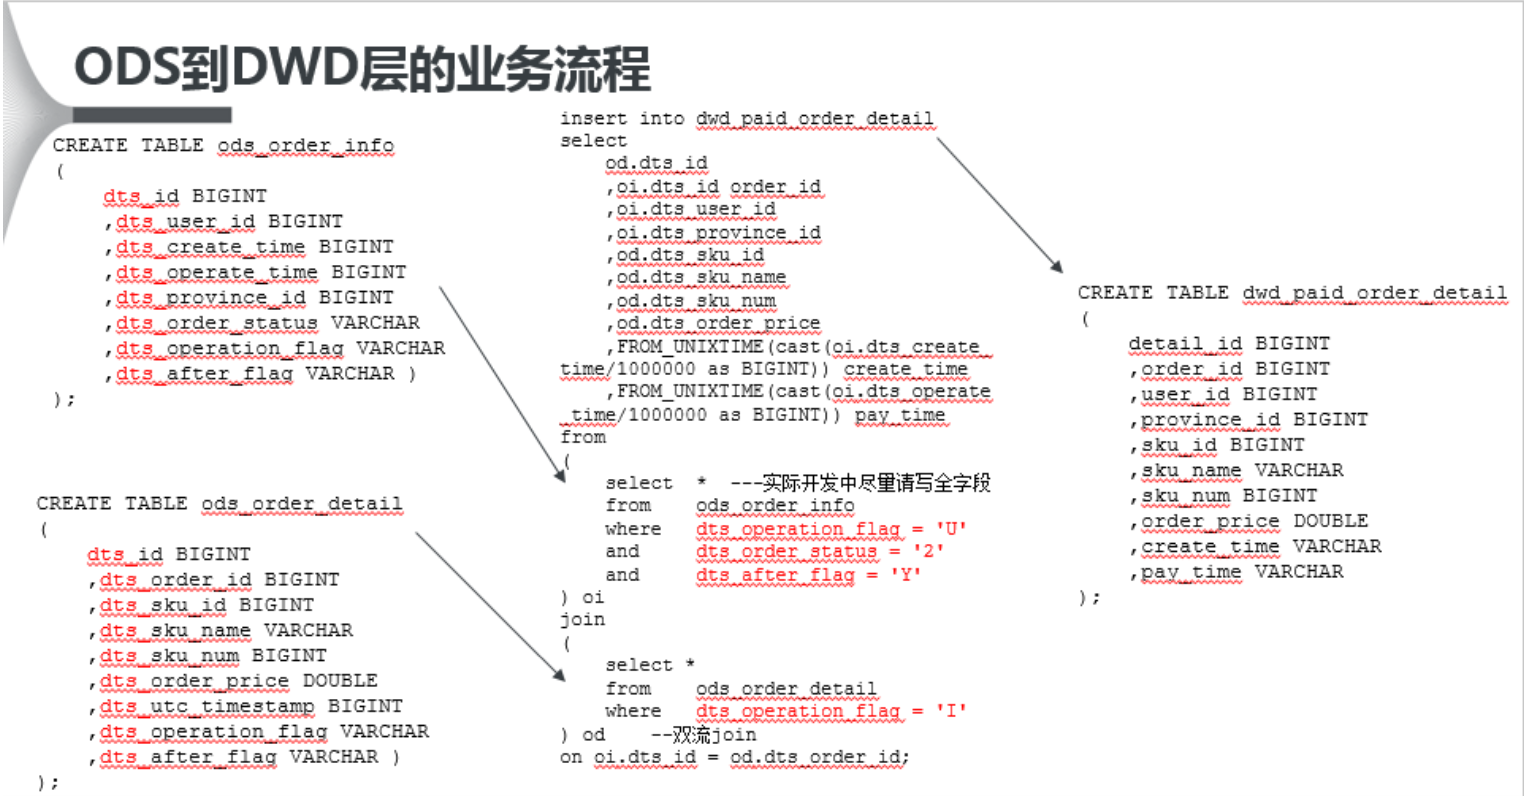 ODS到DWD层的业务流程
CREATE TABLE ods_order_info
(
dts_id BIGINT
,dts_user_id BIGINT
,dts_create_time BIGINT
,dts_operate_time BIGINT
,dts_province_id BIGINT
,dts_order_status VARCHAR
,dts_operation_flag VARCHAR
,dts_after_flag VARCHAR )
);
CREATE TABLE ods_order_detail
(
dts_id BIGINT
,dts_order_id BIGINT
,dts_sku_id BIGINT
,dts_sku_name VARCHAR
,dts_sku_num BIGINT
,dts_order_price DOUBLE
,dts_utc_timestamp BIGINT
,dts_operation_flag VARCHAR
,dts_after_flag VARCHAR )
);
insert into dwd_paid_order_detail
select
od.dts_id
,oi.dts_id order_id
,oi.dts_user_id
,oi.dts_province_id
,od.dts_sku_id
,od.dts_sku_name
,od.dts_sku_num
,od.dts_order_price
,FROM_UNIXTIME(cast(oi.dts_create_
time/1000000 as BIGINT)) create_time
,FROM_UNIXTIME(cast(oi.dts_operate
_time/1000000 as BIGINT)) pay_time
from
(
select * ---实际开发中尽量请写全字段
from ods_order_info
where dts_operation_flag = 'U'
and dts_order_status = '2'
and dts_after_flag = 'Y'
) oi
join
(
select *
from ods_order_detail
where dts_operation_flag = 'I'
) od --双流join
on oi.dts_id = od.dts_order_id;
CREATE TABLE dwd_paid_order_detail
(
detail_id BIGINT
,order_id BIGINT
,user_id BIGINT
,province_id BIGINT
,sku_id BIGINT
,sku_name VARCHAR
,sku_num BIGINT
,order_price DOUBLE
,create_time VARCHAR
,pay_time VARCHAR
);